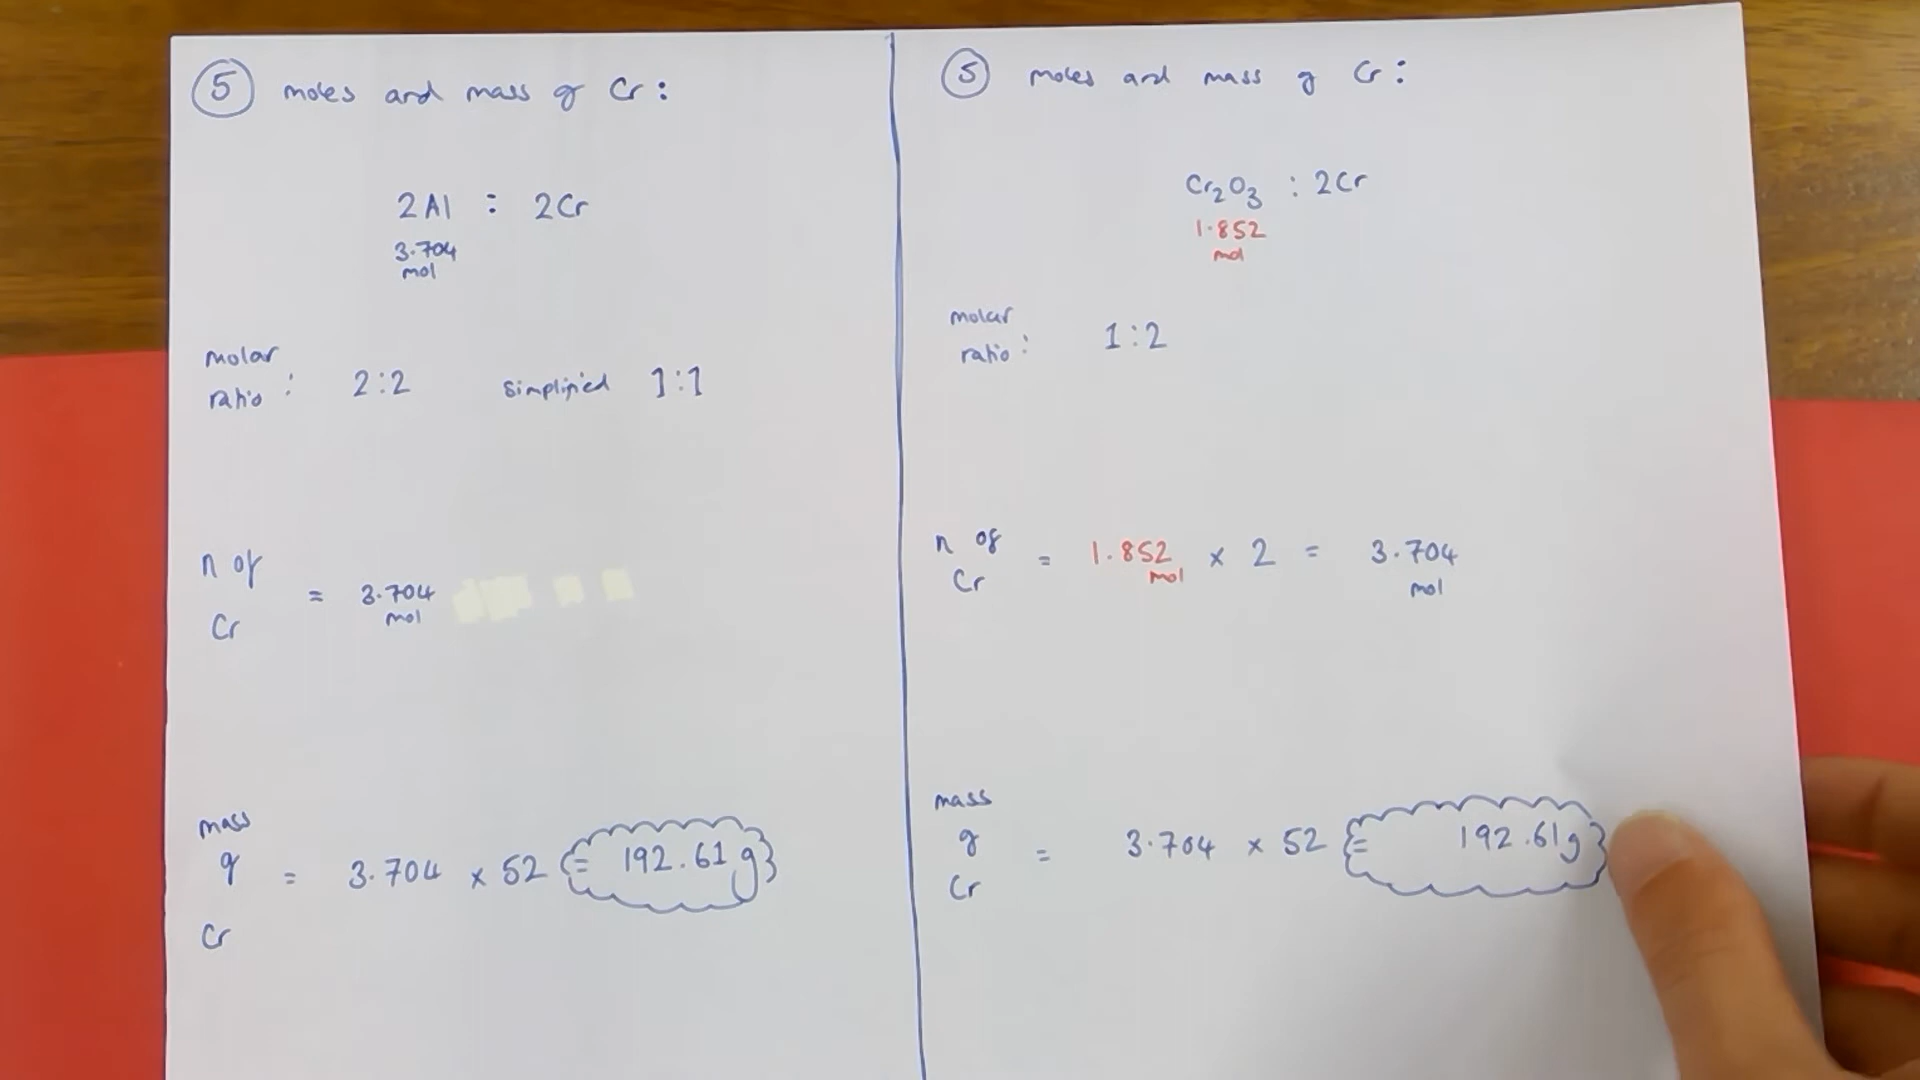 5 moles and mass of Cr:
2Al : 2Cr
3.704
mol
molar
ratio : 2:2 simplified 1:1
n of
Cr = 3.704
mol
mass
of = 3.704 x 52 = 192.61g
Cr
5 moles and mass of Cr:
Cr₂O₃ : 2Cr
1.852
mol
molar
ratio : 1:2
n of
Cr = 1.852 x 2 = 3.704
mol mol
mass
of = 3.704 x 52 = 192.61g
Cr